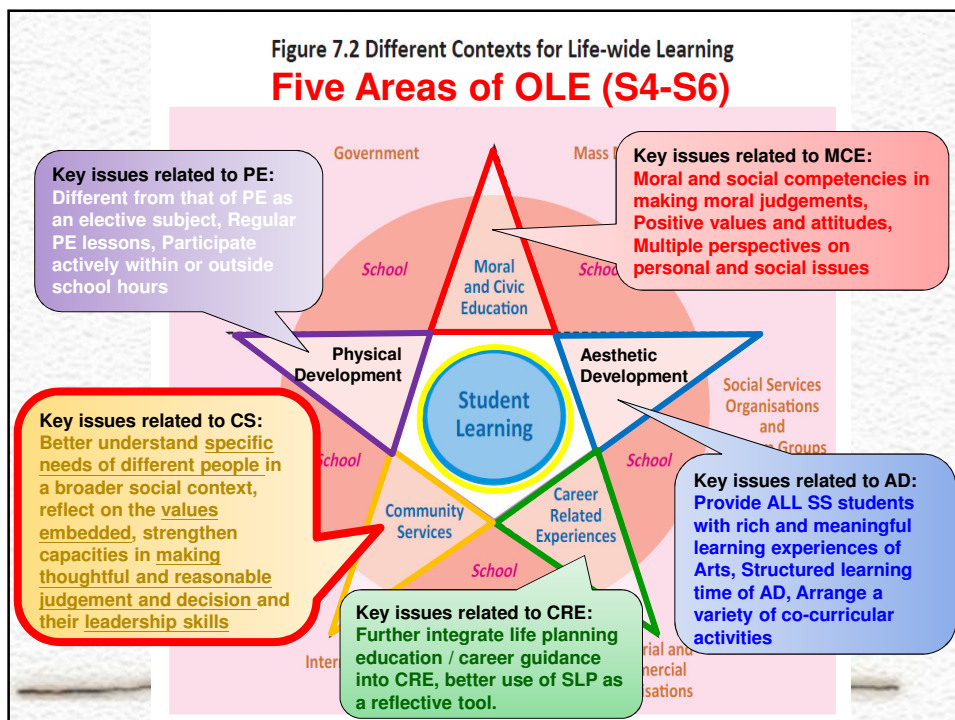 Figure 7.2 Different Contexts for Life-wide Learning
Five Areas of OLE (S4-S6)
Government
Mass
Key issues related to PE:
Different from that of PE as
an elective subject, Regular
PE lessons, Participate
actively within or outside
school hours
Key issues related to MCE:
Moral and social competencies in
making moral judgements,
Positive values and attitudes,
Multiple perspectives on
personal and social issues
School
School
Moral
and Civic
Education
Physical
Development
Aesthetic
Development
Student
Learning
Social Services
Organisations
and
Groups
Key issues related to CS:
Better understand specific
needs of different people in
a broader social context,
reflect on the values
embedded, strengthen
capacities in making
thoughtful and reasonable
judgement and decision and
their leadership skills
School
School
Community
Services
Career
Related
Experiences
School
Key issues related to AD:
Provide ALL SS students
with rich and meaningful
learning experiences of
Arts, Structured learning
time of AD, Arrange a
variety of co-curricular
activities
Key issues related to CRE:
Further integrate life planning
education / career guidance
into CRE, better use of SLP as
a reflective tool.
and